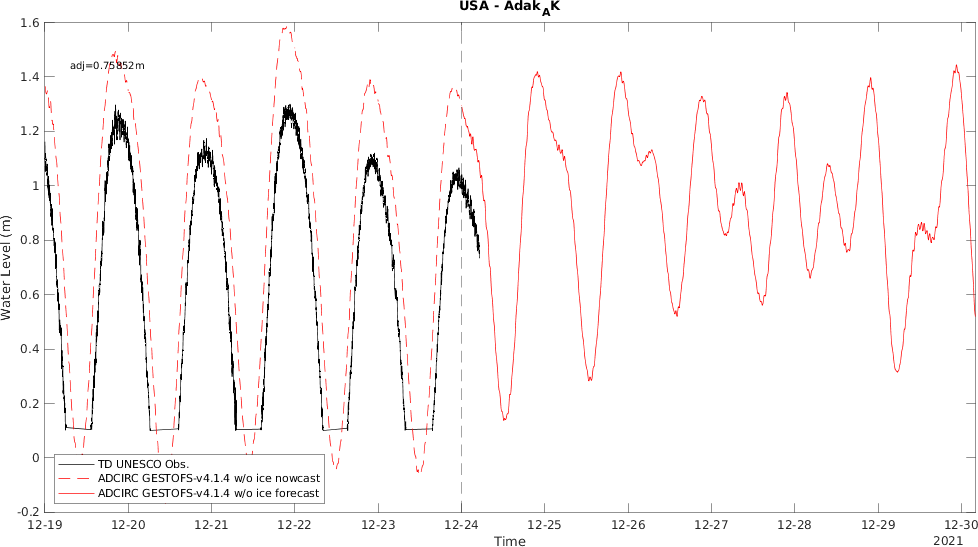 USA - Adak_AK
adj=0.75852m
1.6
1.4
1.2
1
0.8
0.6
0.4
0.2
0
-0.2
Water Level (m)
TD UNESCO Obs.
ADCIRC GESTOFS-v4.1.4 w/o ice nowcast
ADCIRC GESTOFS-v4.1.4 w/o ice forecast
12-19 12-20 12-21 12-22 12-23 12-24 12-25 12-26 12-27 12-28 12-29 12-30
Time
2021